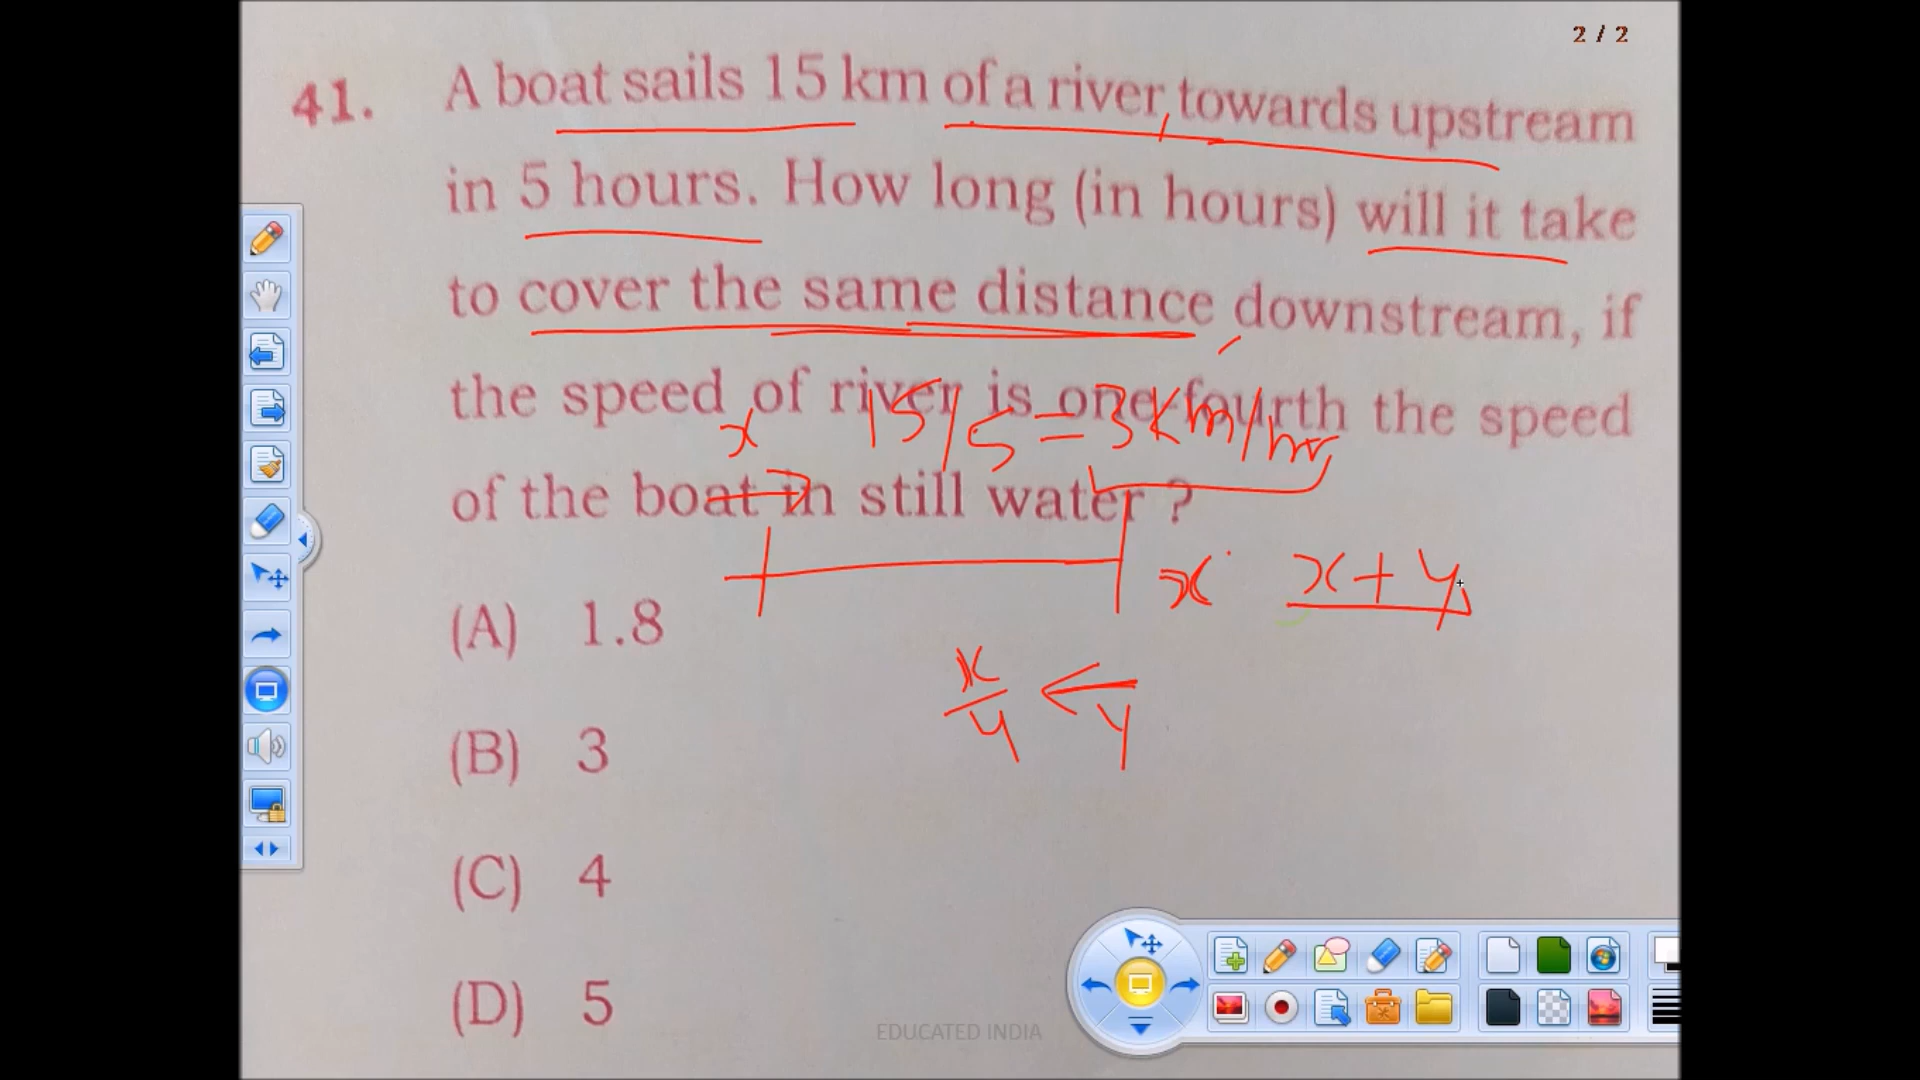 2 / 2
41. A boat sails 15 km of a river, towards upstream
in 5 hours. How long (in hours) will it take
to cover the same distance downstream, if
the speed of river is one-fourth the speed
x 15/5=3Km/hr
of the boat in still water ?
x x+y
(A) 1.8
x/4 y
(B) 3
(C) 4
(D) 5
EDUCATED INDIA